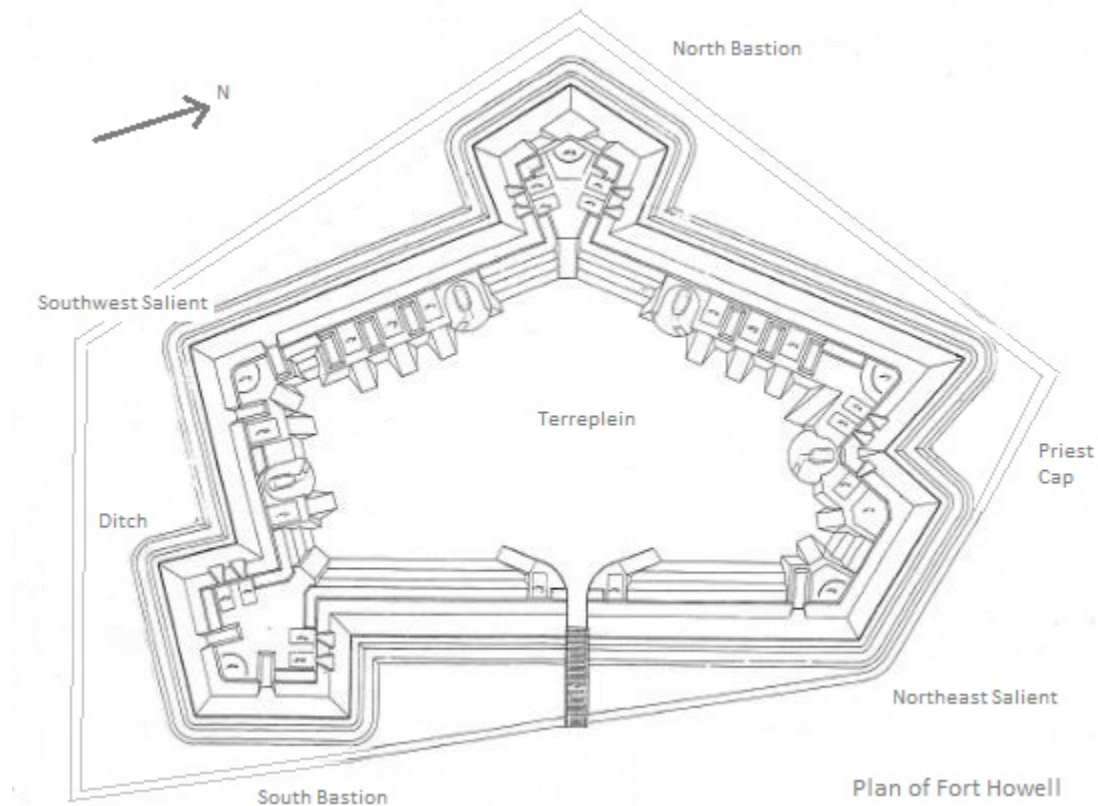 North Bastion
N
Southwest Salient
Terreplein
Priest
Cap
Ditch
Northeast Salient
Plan of Fort Howell
South Bastion